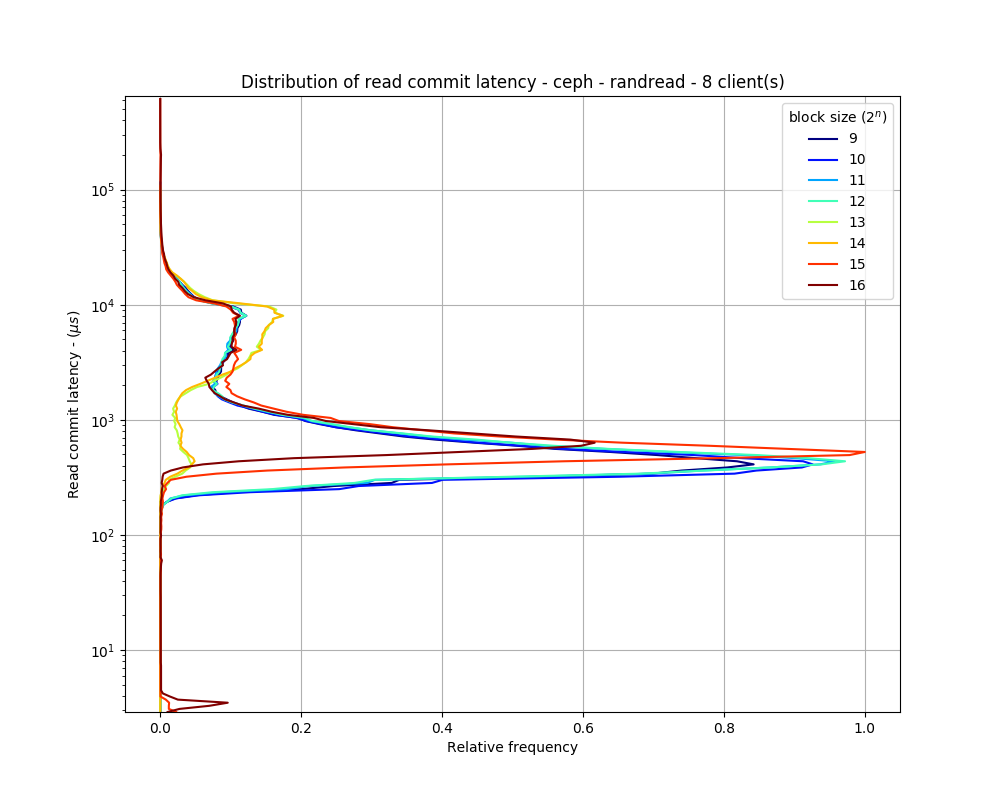 Distribution of read commit latency - ceph - randread - 8 client(s)
block size (2ⁿ)
9
10
11
12
13
14
15
16
10⁵
10⁴
10³
10²
10¹
Read commit latency - (μs)
0.0 0.2 0.4 0.6 0.8 1.0
Relative frequency